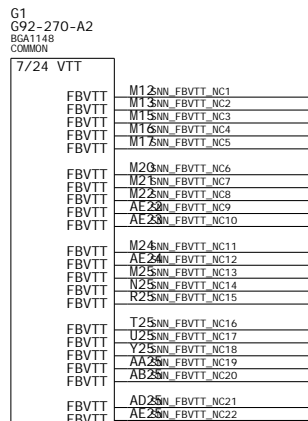 G1
G92-270-A2
BGA1148
COMMON
7/24 VTT
FBVTT M12 SNN_FBVTT_NC1
FBVTT M13 SNN_FBVTT_NC2
FBVTT M15 SNN_FBVTT_NC3
FBVTT M16 SNN_FBVTT_NC4
FBVTT M17 SNN_FBVTT_NC5
FBVTT M20 SNN_FBVTT_NC6
FBVTT M21 SNN_FBVTT_NC7
FBVTT M22 SNN_FBVTT_NC8
FBVTT AE22 SNN_FBVTT_NC9
FBVTT AE23 SNN_FBVTT_NC10
FBVTT M24 SNN_FBVTT_NC11
FBVTT AE24 SNN_FBVTT_NC12
FBVTT M25 SNN_FBVTT_NC13
FBVTT N25 SNN_FBVTT_NC14
FBVTT R25 SNN_FBVTT_NC15
FBVTT T25 SNN_FBVTT_NC16
FBVTT U25 SNN_FBVTT_NC17
FBVTT Y25 SNN_FBVTT_NC18
FBVTT AA25 SNN_FBVTT_NC19
FBVTT AB25 SNN_FBVTT_NC20
FBVTT AD25 SNN_FBVTT_NC21
FBVTT AE25 SNN_FBVTT_NC22